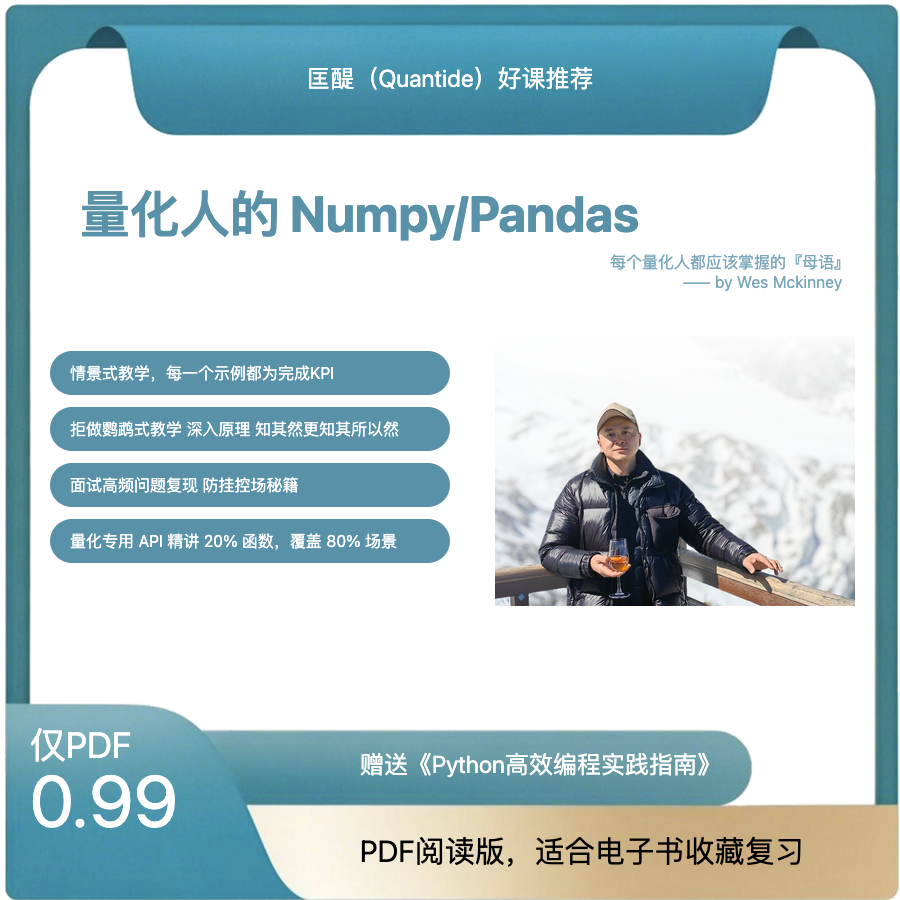 匡醍（Quantide）好课推荐
量化人的 Numpy/Pandas
每个量化人都应该掌握的『母语』
—— by Wes Mckinney
情景式教学，每一个示例都为完成KPI
拒做鹦鹉式教学 深入原理 知其然更知其所以然
面试高频问题复现 防挂控场秘籍
量化专用 API 精讲 20% 函数，覆盖 80% 场景
仅PDF
0.99
赠送《Python高效编程实践指南》
PDF阅读版，适合电子书收藏复习